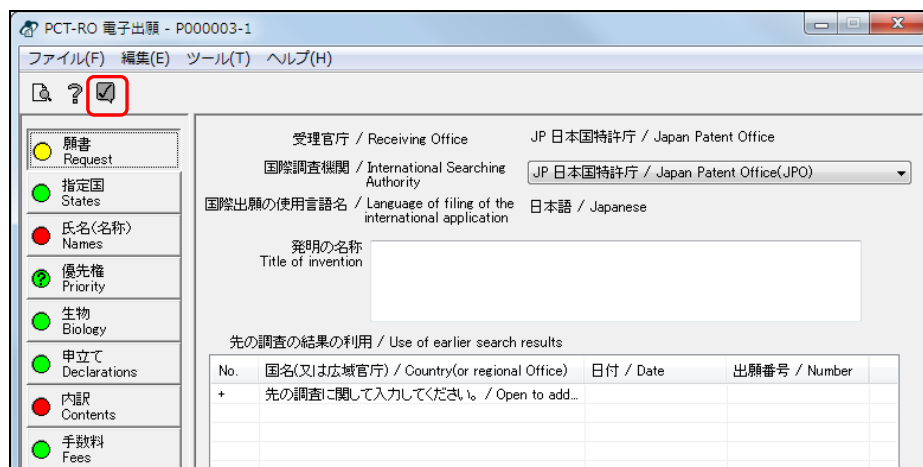 PCT-RO 電子出願 - P000003-1
ファイル(F) 編集(E) ツール(T) ヘルプ(H)
願書
Request
指定国
States
氏名(名称)
Names
優先権
Priority
生物
Biology
申立て
Declarations
内訳
Contents
手数料
Fees
受理官庁 / Receiving Office JP 日本国特許庁 / Japan Patent Office
国際調査機関 / International Searching
Authority
JP 日本国特許庁 / Japan Patent Office(JPO)
国際出願の使用言語名 / Language of filing of the
international application
日本語 / Japanese
発明の名称
Title of invention
先の調査の結果の利用 / Use of earlier search results
No. 国名(又は広域官庁) / Country(or regional Office) 日付 / Date 出願番号 / Number
+ 先の調査に関して入力してください。 / Open to add...